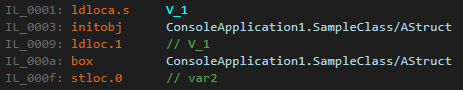 IL_0001: ldloca.s V_1
IL_0003: initobj ConsoleApplication1.SampleClass/AStruct
IL_0009: ldloc.1 // V_1
IL_000a: box ConsoleApplication1.SampleClass/AStruct
IL_000f: stloc.0 // var2